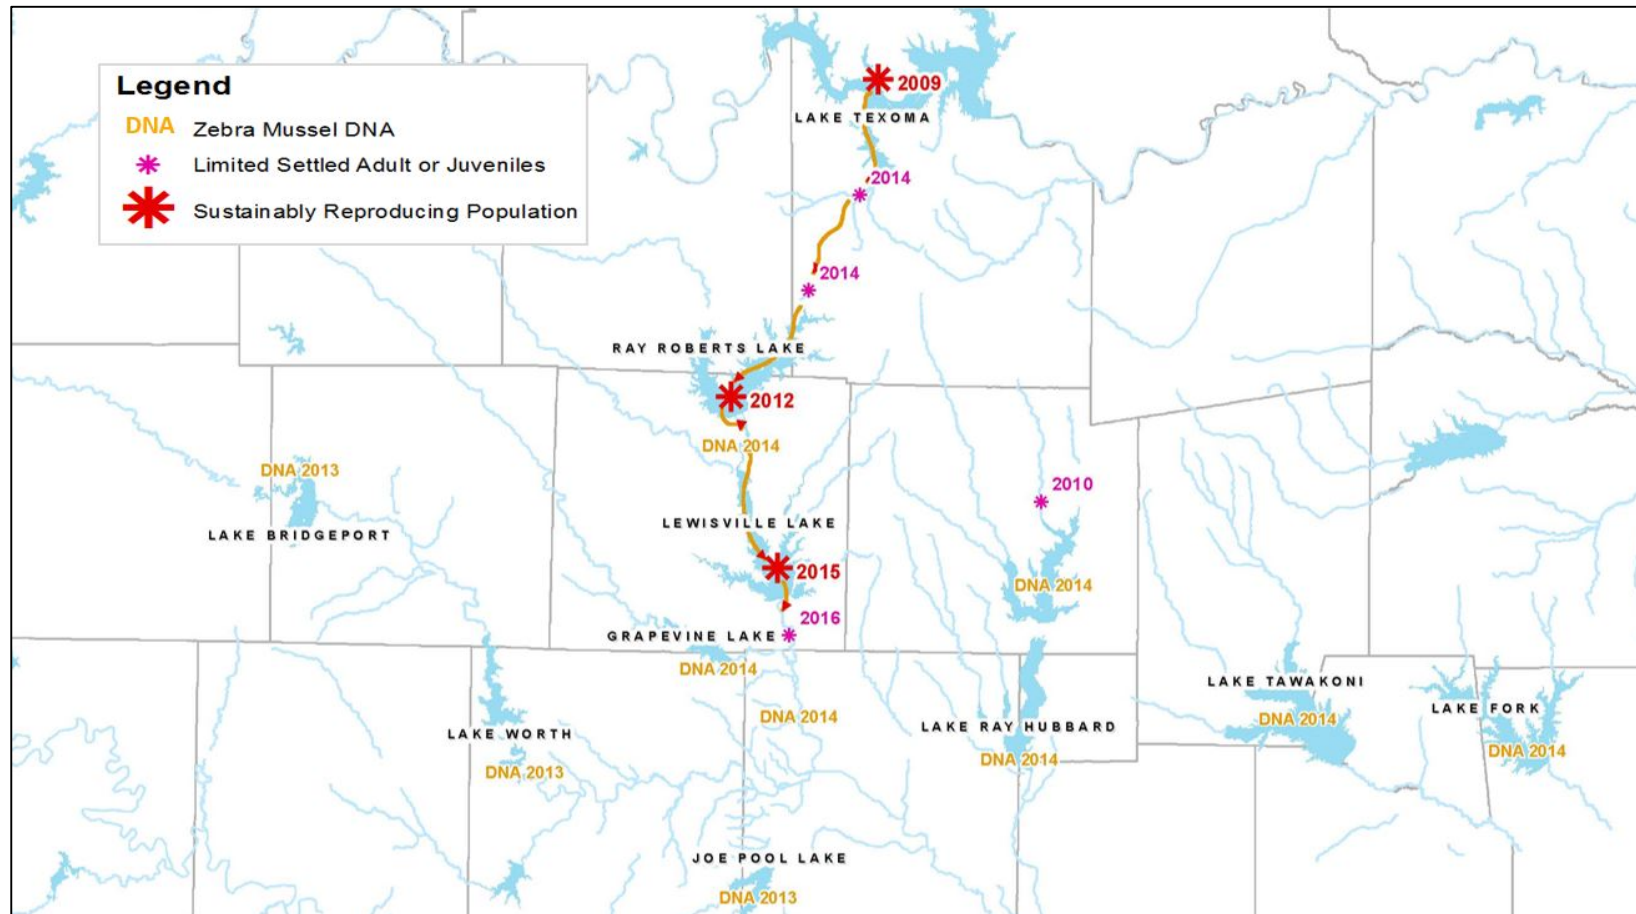 Legend
DNA Zebra Mussel DNA
Limited Settled Adult or Juveniles
Sustainably Reproducing Population
2009
LAKE TEXOMA
2014
2014
RAY ROBERTS LAKE
2012
DNA 2014
DNA 2013
LAKE BRIDGEPORT
2010
LEWISVILLE LAKE
2015
DNA 2014
2016
GRAPEVINE LAKE
DNA 2014
LAKE TAWAKONI
DNA 2014
LAKE FORK
DNA 2014
DNA 2014
LAKE RAY HUBBARD
DNA 2014
LAKE WORTH
DNA 2013
JOE POOL LAKE
DNA 2013